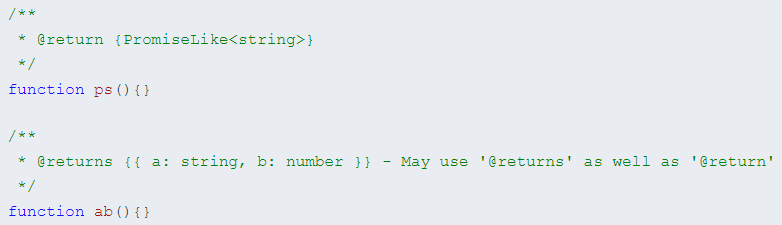 /**
 * @return {PromiseLike<string>}
 */
function ps(){}

/**
 * @returns {{ a: string, b: number }} - May use '@returns' as well as '@return'
 */
function ab(){}